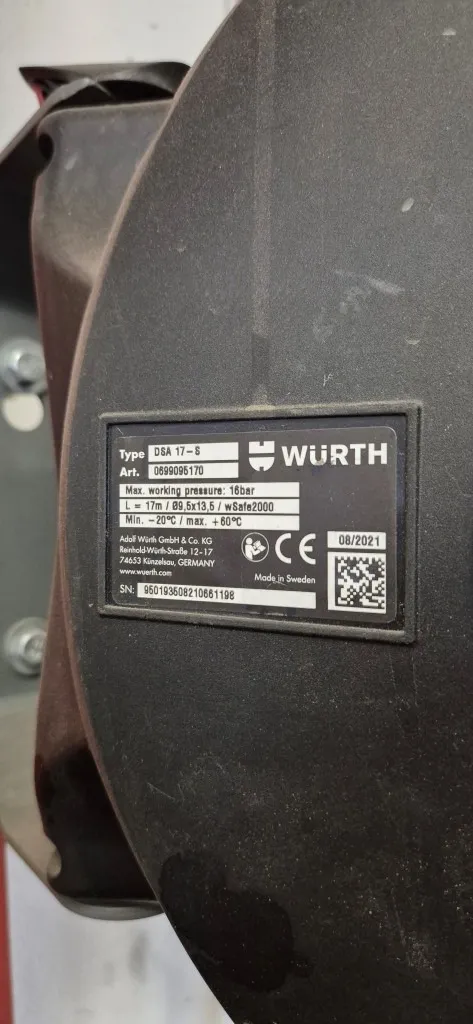 Type DSA 17-S
Art. 0699095170
WÜRTH
Max. working pressure: 16bar
L = 17m / Ø9,5x13,5 / wSafe2000
Min. -20°C / max. +60°C
Adolf Würth GmbH & Co. KG
Reinhold-Würth-Straße 12-17
74653 Künzelsau, GERMANY
www.wuerth.com
CE
08/2021
Made in Sweden
SN: 950193508210661198